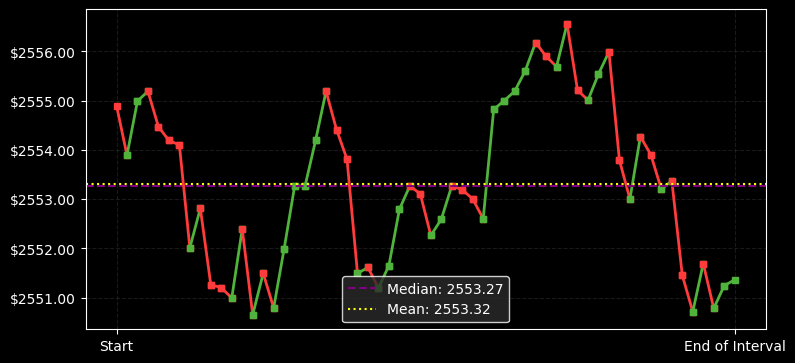 $2556.00
$2555.00
$2554.00
$2553.00
$2552.00
$2551.00
Median: 2553.27
Mean: 2553.32
Start
End of Interval